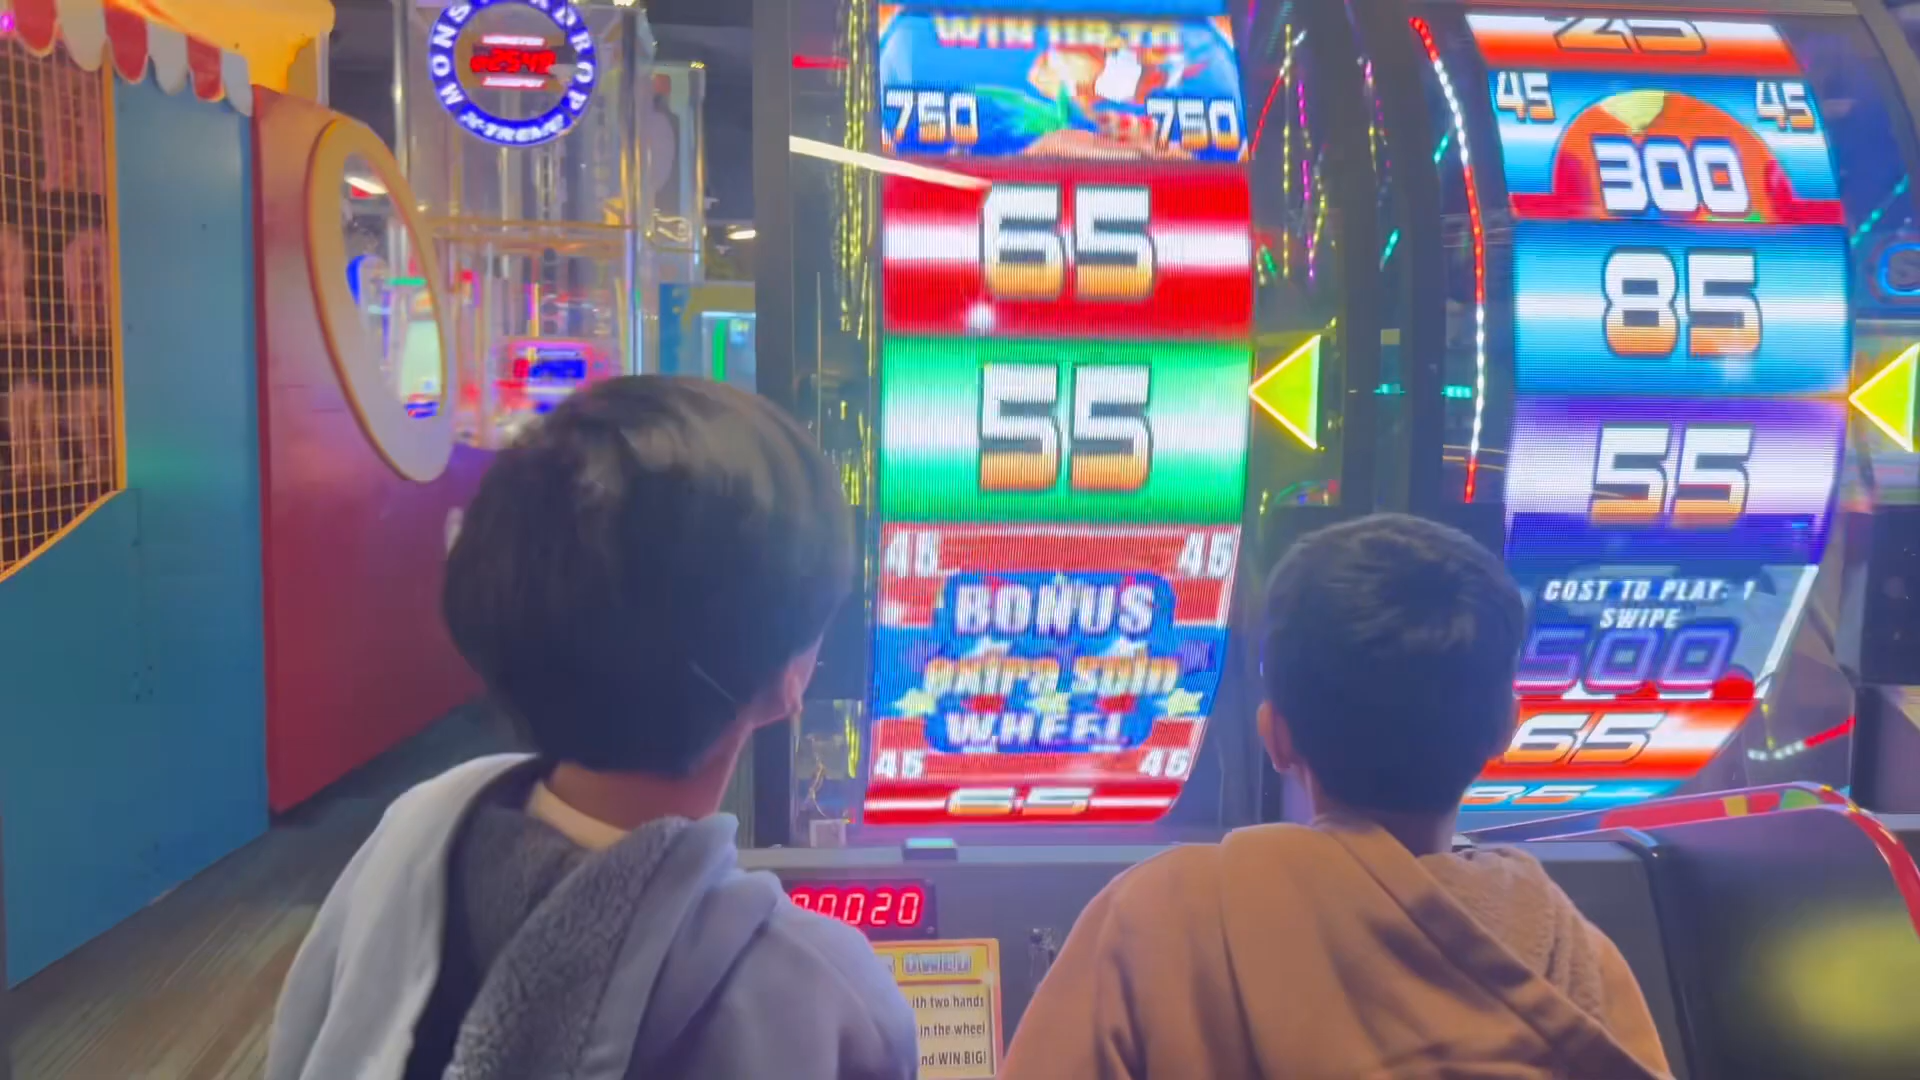 MONSTER DROP
X-TREME
WIN UP TO
750 750
65
55
45 45
BONUS
extra spin
WHEEL
45 45
65
25
45 45
300
85
55
COST TO PLAY: 1
SWIPE
500
65
85
00020
ith two hands
in the wheel
nd WIN BIG!